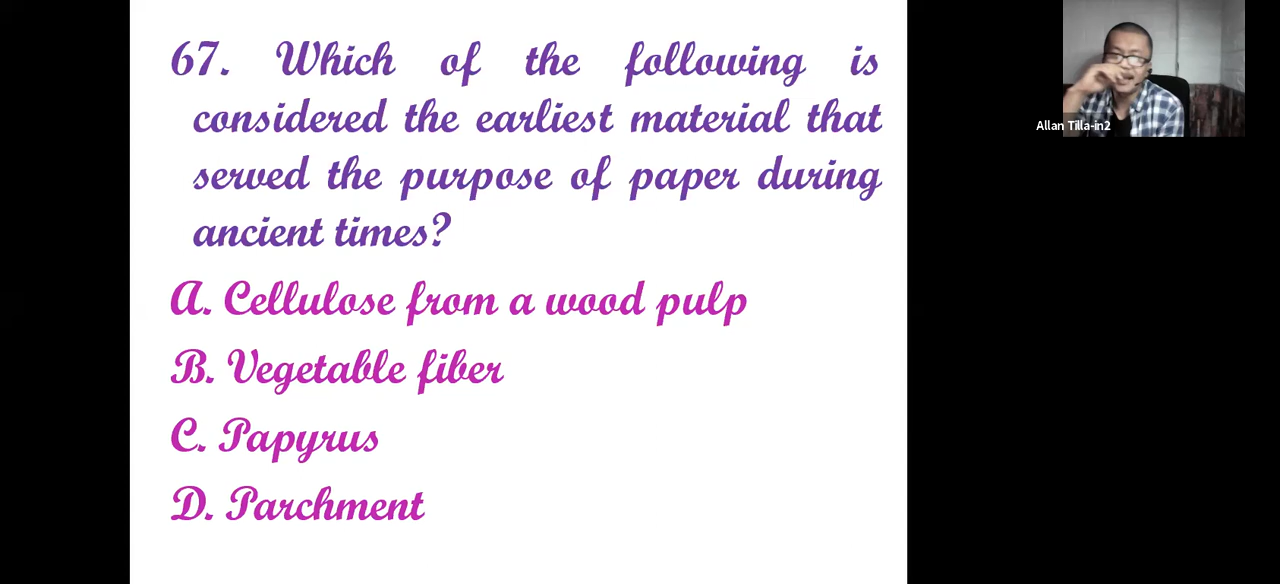 67. Which of the following is
considered the earliest material that
served the purpose of paper during
ancient times?
A. Cellulose from a wood pulp
B. Vegetable fiber
C. Papyrus
D. Parchment
Allan Tilla-in2